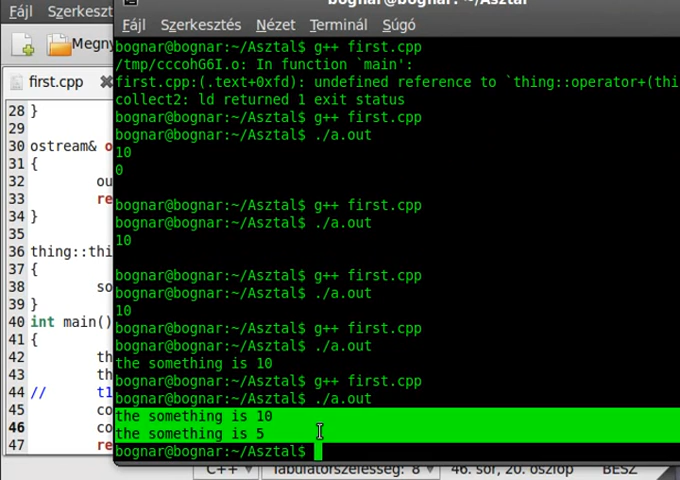 bognar@bognar: ~/Asztal
Fájl Szerkeszt
Fájl Szerkesztés Nézet Terminál Súgó
Megny
first.cpp
28 }
29
30 ostream& o
31 {
32 ou
33 re
34 }
35
36 thing::thi
37 {
38 so
39 }
40 int main()
41 {
42 th
43 th
44 // t1
45 co
46 co
47 re
bognar@bognar:~/Asztal$ g++ first.cpp
/tmp/cccohG6I.o: In function `main':
first.cpp:(.text+0xfd): undefined reference to `thing::operator+(thi
collect2: ld returned 1 exit status
bognar@bognar:~/Asztal$ g++ first.cpp
bognar@bognar:~/Asztal$ ./a.out
10
0
bognar@bognar:~/Asztal$ g++ first.cpp
bognar@bognar:~/Asztal$ ./a.out
10
bognar@bognar:~/Asztal$ g++ first.cpp
bognar@bognar:~/Asztal$ ./a.out
10
bognar@bognar:~/Asztal$ g++ first.cpp
bognar@bognar:~/Asztal$ ./a.out
the something is 10
bognar@bognar:~/Asztal$ g++ first.cpp
bognar@bognar:~/Asztal$ ./a.out
the something is 10
the something is 5
bognar@bognar:~/Asztal$
C++ Tabulátorszélesség: 8 46. sor, 20. oszlop BESZ